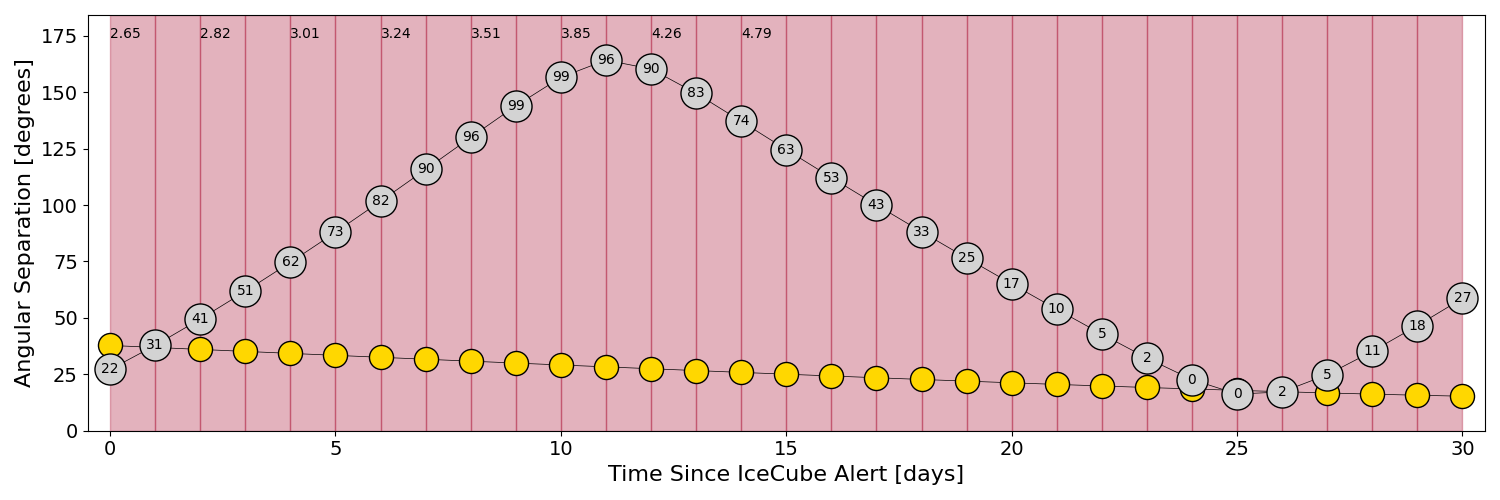 2.65 2.82 3.01 3.24 3.51 3.85 4.26 4.79
175
150
125
100
75
50
25
0
Angular Separation [degrees]
22 31 41 51 62 73 82 90 96 99 99 96 90 83 74 63 53 43 33 25 17 10 5 2 0 0 2 5 11 18 27
0 5 10 15 20 25 30
Time Since IceCube Alert [days]